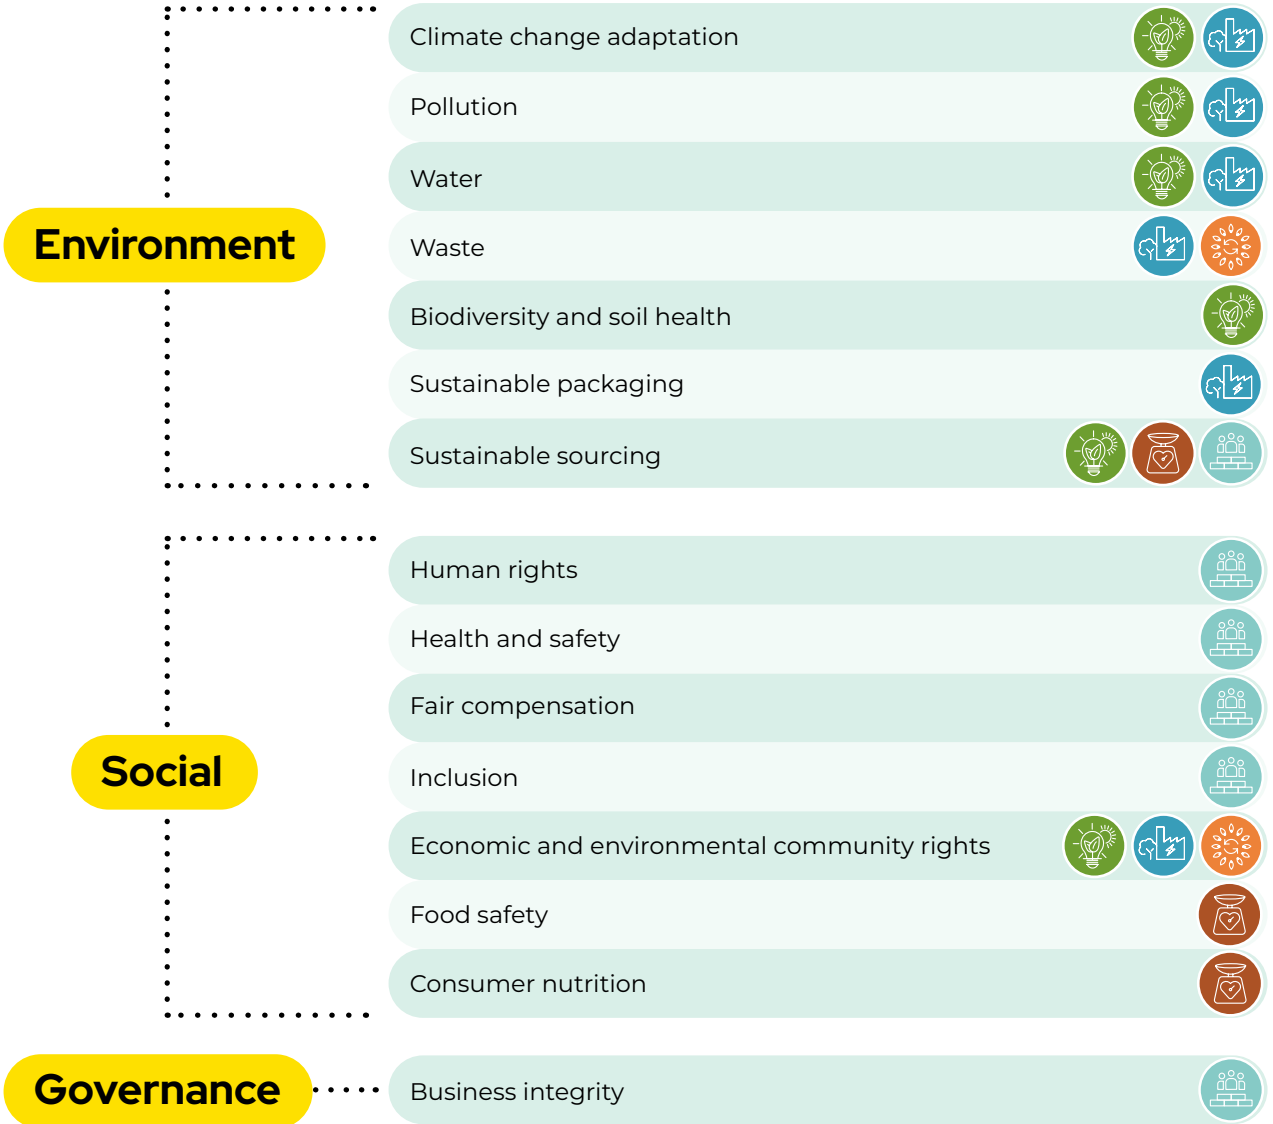 Environment
Climate change adaptation
Pollution
Water
Waste
Biodiversity and soil health
Sustainable packaging
Sustainable sourcing
Social
Human rights
Health and safety
Fair compensation
Inclusion
Economic and environmental community rights
Food safety
Consumer nutrition
Governance
Business integrity